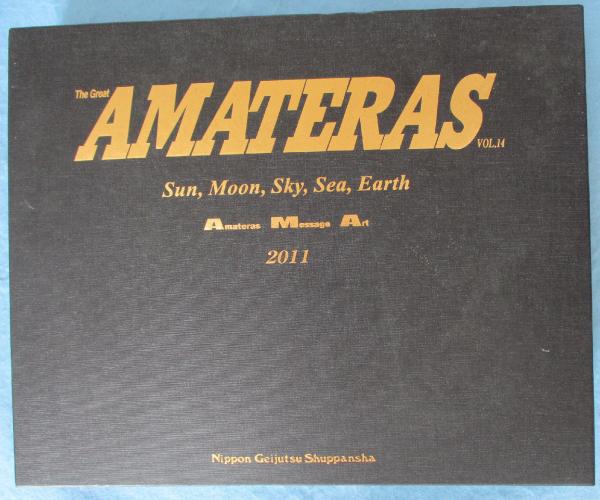 The Great
AMATERAS VOL.14
Sun, Moon, Sky, Sea, Earth
Amateras Message Art
2011
Nippon Geijutsu Shuppansha